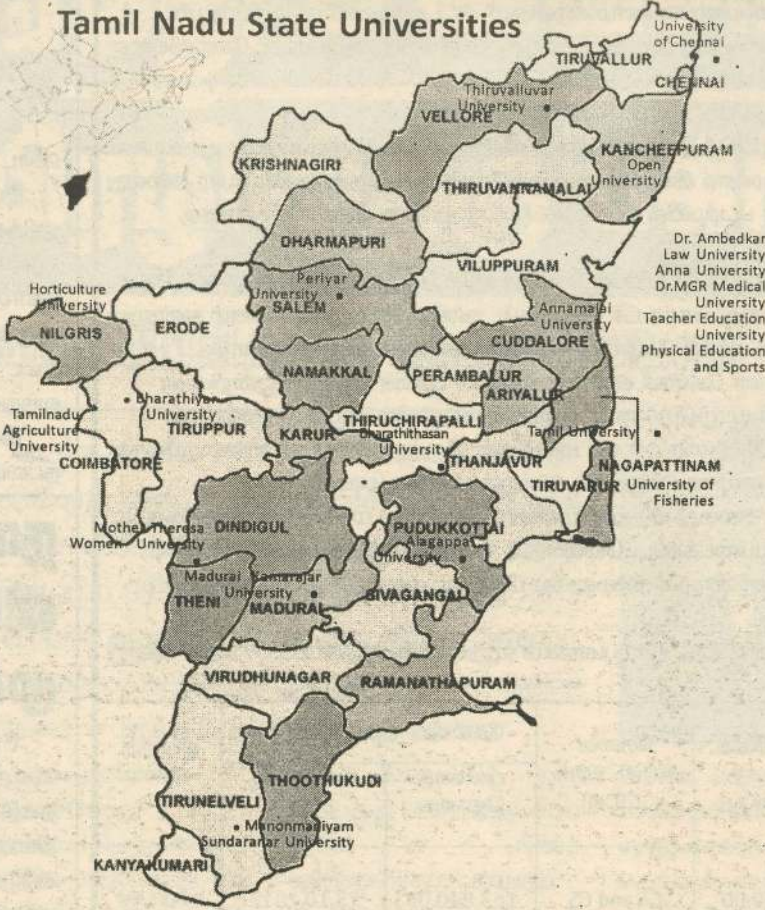 Tamil Nadu State Universities
University
of Chennai
TIRUVALLUR
CHENNAI
Thiruvalluvar
University
VELLORE
KANCHEEPURAM
Open
University
KRISHNAGIRI
THIRUVANNAMALAI
DHARMAPURI
Dr. Ambedkar
Law University
Anna University
Dr.MGR Medical
University
Teacher Education
University
Physical Education
and Sports
VILUPPURAM
Periyar
University
SALEM
Horticulture
University
NILGRIS
ERODE
Annamalai
University
CUDDALORE
NAMAKKAL
PERAMBALUR
ARIYALUR
Bharathiyar
University
Tamilnadu
Agriculture
University
TIRUPPUR
COIMBATORE
KARUR
THIRUCHIRAPALLI
Bharathithasan
University
Tamil University
THANJAVUR
NAGAPATTINAM
TIRUVARUR
University of
Fisheries
Mother Theresa
Women University
DINDIGUL
PUDUKKOTTAI
Alagappa
University
Madurai Kamarajar
University
THENI
MADURAI
SIVAGANGAI
VIRUDHUNAGAR
RAMANATHAPURAM
THOOTHUKUDI
TIRUNELVELI
Manonmaniyam
Sundaranar University
KANYAKUMARI